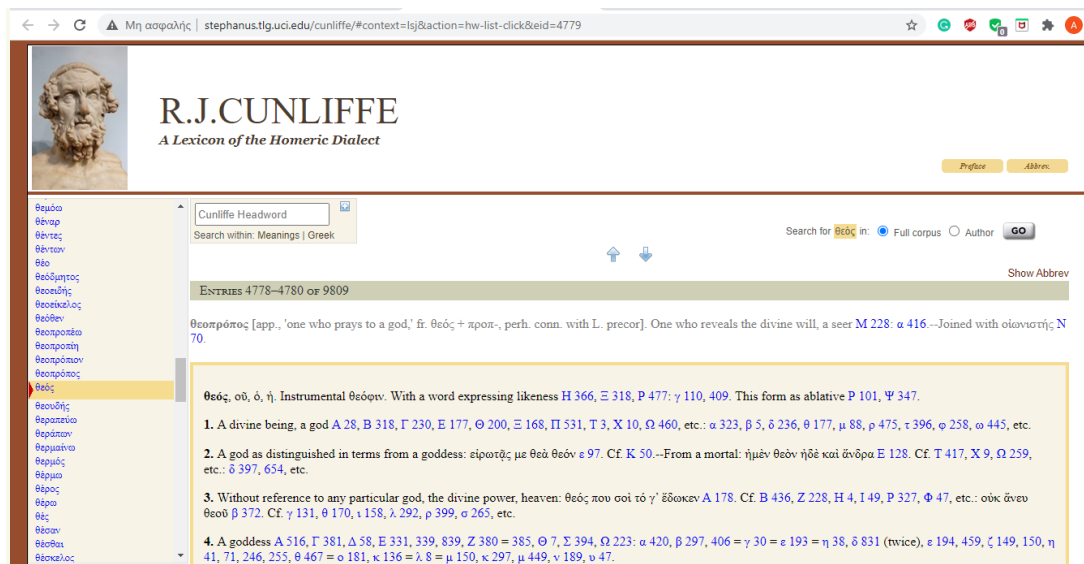 Μη ασφαλής | stephanus.tlg.uci.edu/cunliffe/#context=lsj&action=hw-list-click&eid=4779
ABP
0
A
R.J.CUNLIFFE
A Lexicon of the Homeric Dialect
Preface Abbrev.
θεμόω
θέναρ
θέντες
θέντων
θέο
θεόδμητος
θεοειδής
θεοείκελος
θεόθεν
θεοπροπέω
θεοπροπίη
θεοπρόπιον
θεοπρόπος
θεός
θεουδής
θεραπεύω
θεράπων
θερμαίνω
θερμός
θέρμω
θέρος
θέρω
θές
θέσαν
θέσθαι
θέσκελος
Cunliffe Headword
Search within: Meanings | Greek
Search for θεός in: Full corpus Author GO
Show Abbrev
ENTRIES 4778–4780 OF 9809
θεοπρόπος [app., 'one who prays to a god,' fr. θεός + προπ-, perh. conn. with L. precor]. One who reveals the divine will, a seer Μ 228: α 416.--Joined with οἰωνιστής Ν
70.
θεός, οῦ, ὁ, ἡ. Instrumental θεόφιν. With a word expressing likeness Η 366, Ξ 318, Ρ 477: γ 110, 409. This form as ablative Ρ 101, Ψ 347.
1. A divine being, a god Α 28, Β 318, Γ 230, Ε 177, Θ 200, Ξ 168, Π 531, Τ 3, Χ 10, Ω 460, etc.: α 323, β 5, δ 236, θ 177, μ 88, ρ 475, τ 396, φ 258, ω 445, etc.
2. A god as distinguished in terms from a goddess: εἰρωτᾷς με θεὰ θεόν ε 97. Cf. Κ 50.--From a mortal: ἠμὲν θεὸν ἠδὲ καὶ ἄνδρα Ε 128. Cf. Τ 417, Χ 9, Ω 259,
etc.: δ 397, 654, etc.
3. Without reference to any particular god, the divine power, heaven: θεός που σοὶ τό γ' ἔδωκεν Α 178. Cf. Β 436, Ζ 228, Η 4, Ι 49, Ρ 327, Φ 47, etc.: οὐκ ἄνευ
θεοῦ β 372. Cf. γ 131, θ 170, ι 158, λ 292, ρ 399, σ 265, etc.
4. A goddess Α 516, Γ 381, Δ 58, Ε 331, 339, 839, Ζ 380 = 385, Θ 7, Σ 394, Ω 223: α 420, β 297, 406 = γ 30 = ε 193 = η 38, δ 831 (twice), ε 194, 459, ζ 149, 150, η
41, 71, 246, 255, θ 467 = ο 181, κ 136 = λ 8 = μ 150, κ 297, μ 449, ν 189, υ 47.